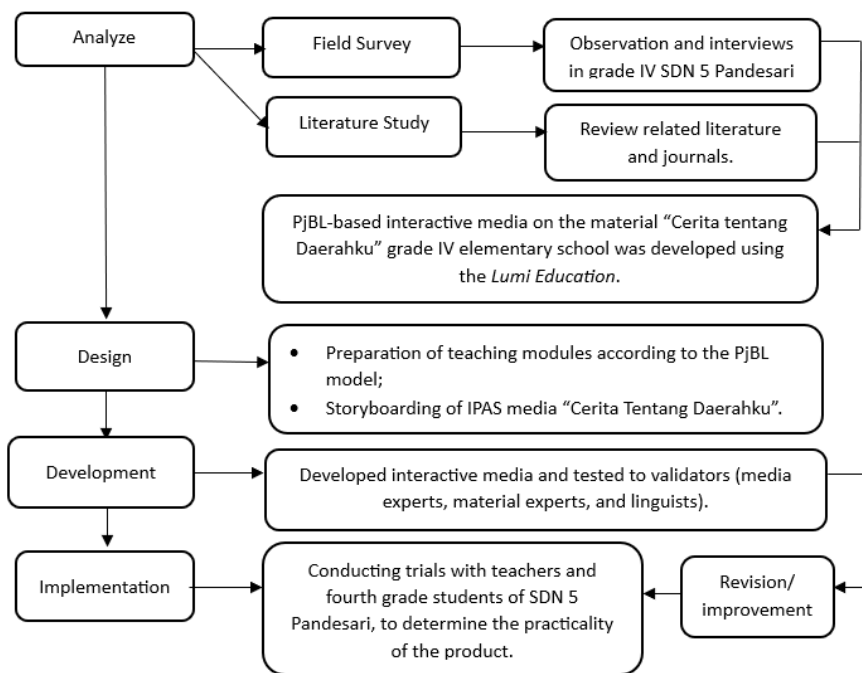 Analyze
Field Survey
Observation and interviews
in grade IV SDN 5 Pandesari
Literature Study
Review related literature
and journals.
PjBL-based interactive media on the material “Cerita tentang
Daerahku” grade IV elementary school was developed using
the Lumi Education.
Design
• Preparation of teaching modules according to the PjBL
model;
• Storyboarding of IPAS media “Cerita Tentang Daerahku”.
Development
Developed interactive media and tested to validators (media
experts, material experts, and linguists).
Implementation
Conducting trials with teachers and
fourth grade students of SDN 5
Pandesari, to determine the practicality
of the product.
Revision/
improvement